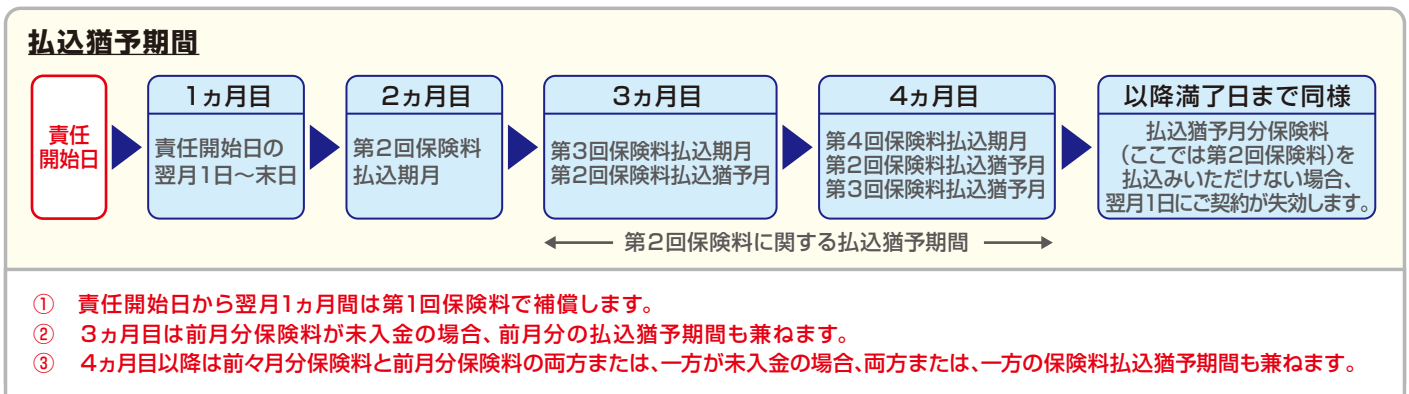 払込猶予期間
責任
開始日
1ヵ月目
責任開始日の
翌月1日～末日
2ヵ月目
第2回保険料
払込期月
3ヵ月目
第3回保険料払込期月
第2回保険料払込猶予月
4ヵ月目
第4回保険料払込期月
第2回保険料払込猶予月
第3回保険料払込猶予月
以降満了日まで同様
払込猶予月分保険料
(ここでは第2回保険料)を
払込みいただけない場合、
翌月1日にご契約が失効します。
第2回保険料に関する払込猶予期間
① 責任開始日から翌月1ヵ月間は第1回保険料で補償します。
② 3ヵ月目は前月分保険料が未入金の場合、前月分の払込猶予期間も兼ねます。
③ 4ヵ月目以降は前々月分保険料と前月分保険料の両方または、一方が未入金の場合、両方または、一方の保険料払込猶予期間も兼ねます。